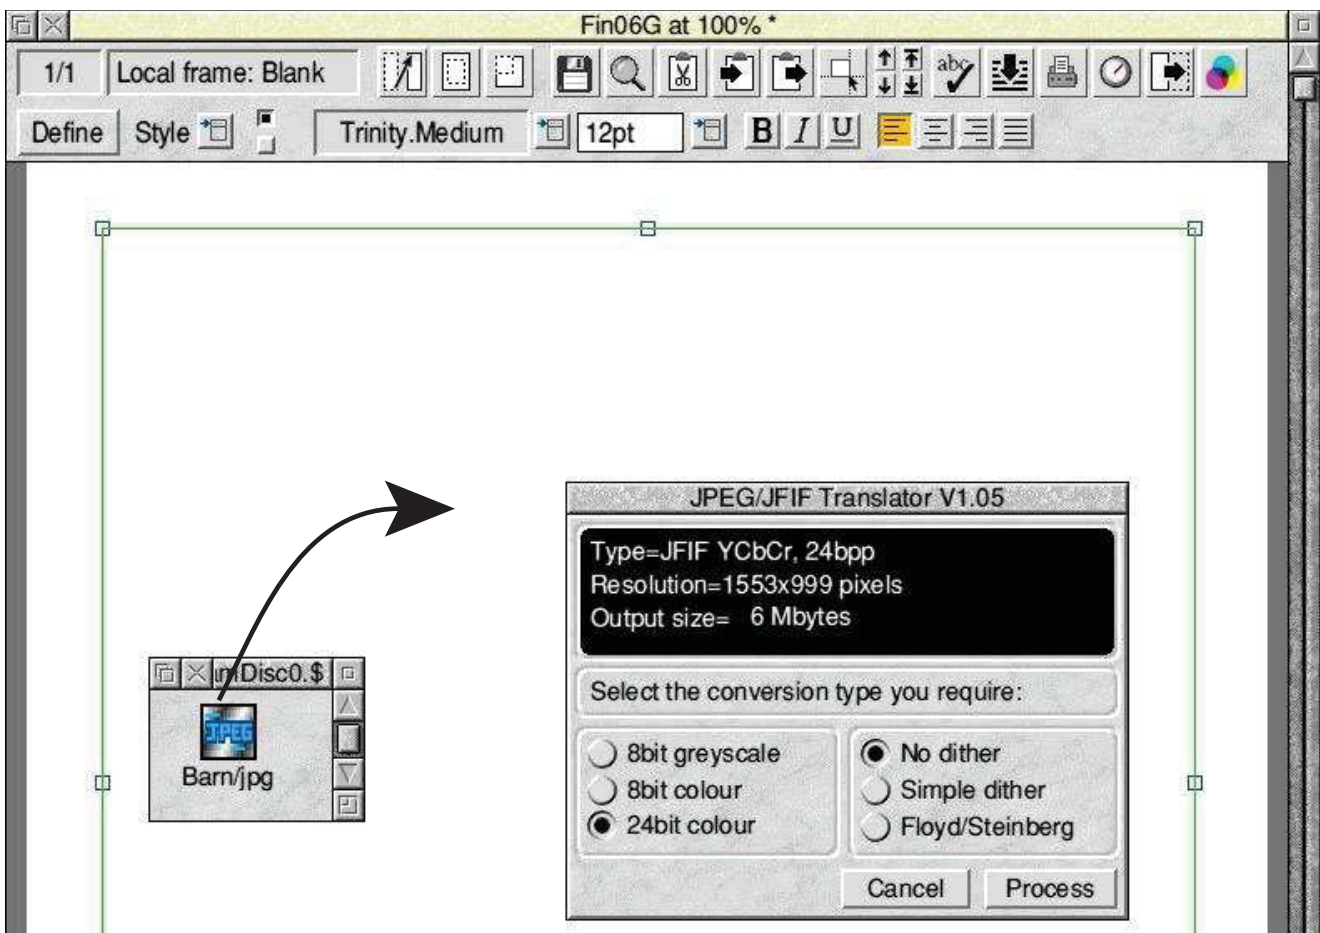 Fin06G at 100% *
1/1 Local frame: Blank
abc
Define Style Trinity.Medium 12pt B I U
JPEG/JFIF Translator V1.05
Type=JFIF YCbCr, 24bpp
Resolution=1553x999 pixels
Output size= 6 Mbytes
Select the conversion type you require:
8bit greyscale
8bit colour
24bit colour
No dither
Simple dither
Floyd/Steinberg
Cancel Process
mDisc0.$
JPEG
Barn/jpg